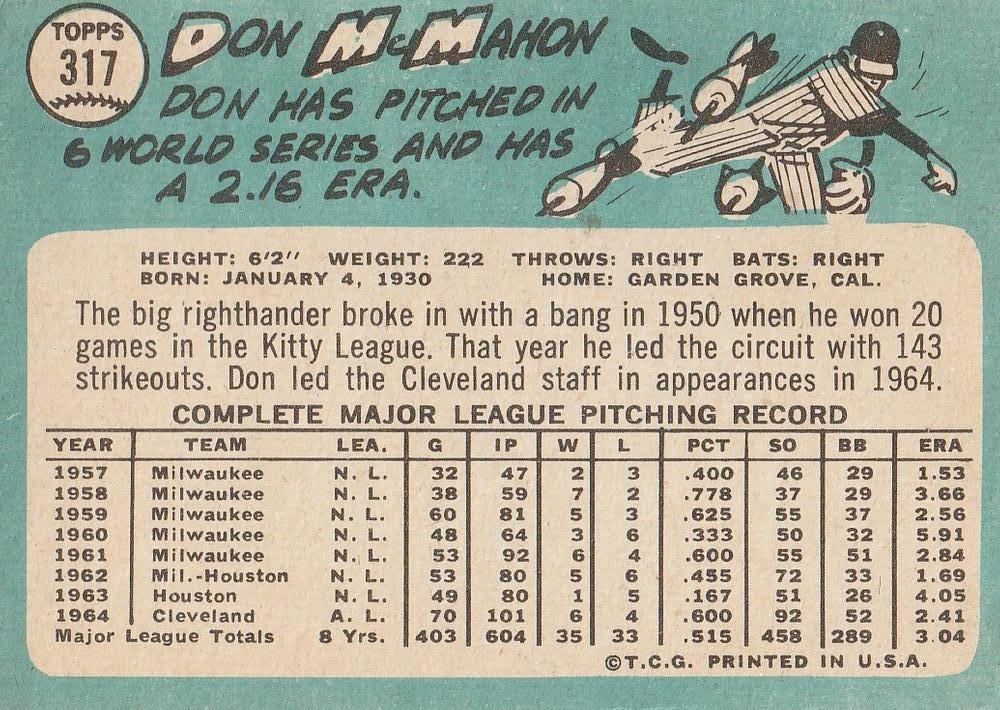 TOPPS
317
DON McMAHON
DON HAS PITCHED IN
6 WORLD SERIES AND HAS
A 2.16 ERA.
HEIGHT: 6'2" WEIGHT: 222 THROWS: RIGHT BATS: RIGHT
BORN: JANUARY 4, 1930 HOME: GARDEN GROVE, CAL.
The big righthander broke in with a bang in 1950 when he won 20
games in the Kitty League. That year he led the circuit with 143
strikeouts. Don led the Cleveland staff in appearances in 1964.
COMPLETE MAJOR LEAGUE PITCHING RECORD
YEAR TEAM LEA. G IP W L PCT SO BB ERA
1957 Milwaukee N. L. 32 47 2 3 .400 46 29 1.53
1958 Milwaukee N. L. 38 59 7 2 .778 37 29 3.66
1959 Milwaukee N. L. 60 81 5 3 .625 55 37 2.56
1960 Milwaukee N. L. 48 64 3 6 .333 50 32 5.91
1961 Milwaukee N. L. 53 92 6 4 .600 55 51 2.84
1962 Mil.-Houston N. L. 53 80 5 6 .455 72 33 1.69
1963 Houston N. L. 49 80 1 5 .167 51 26 4.05
1964 Cleveland A. L. 70 101 6 4 .600 92 52 2.41
Major League Totals 8 Yrs. 403 604 35 33 .515 458 289 3.04
©T.C.G. PRINTED IN U.S.A.